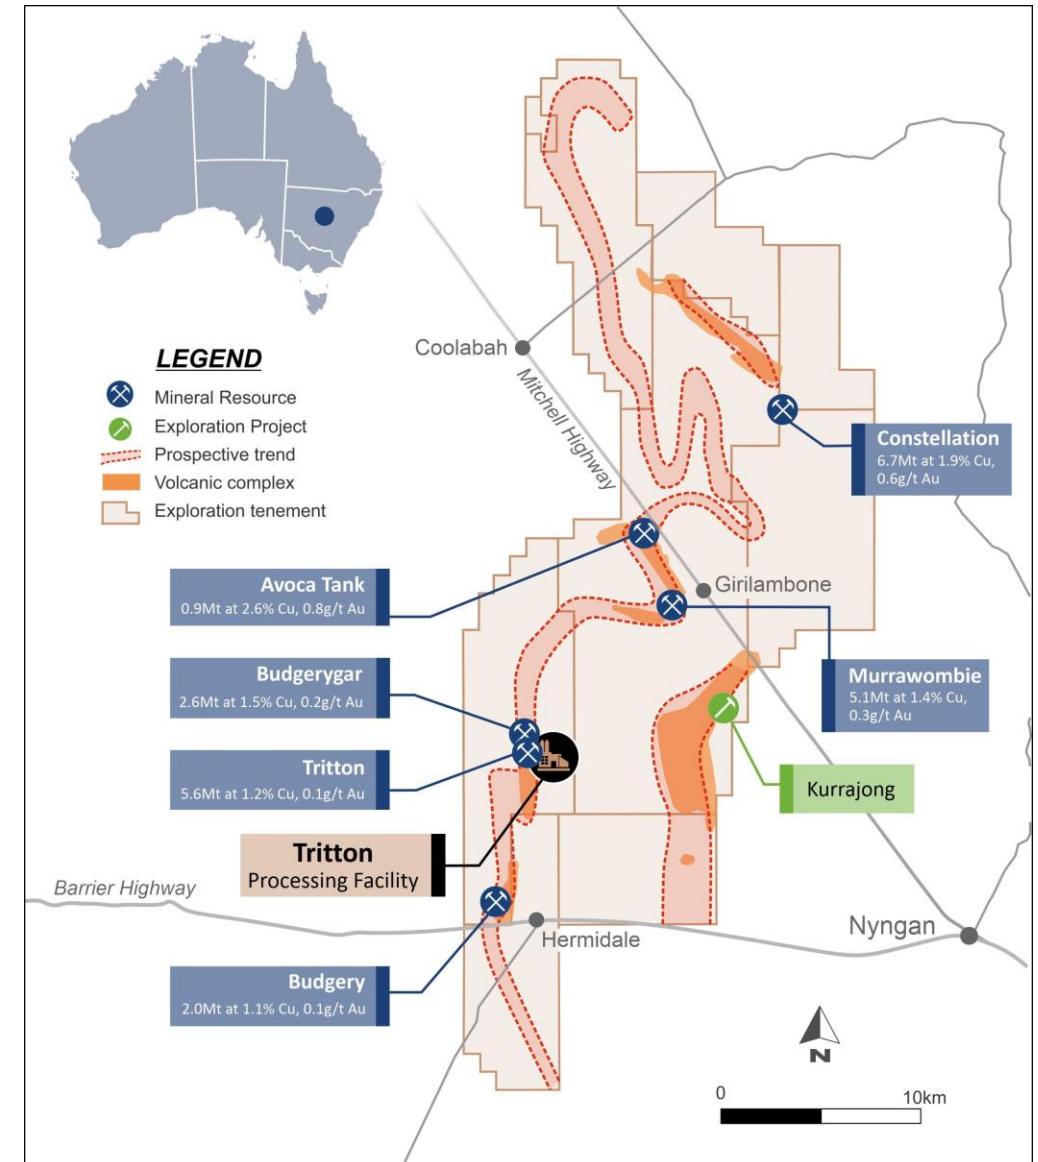 Coolabah
Mitchell Highway
LEGEND
Mineral Resource
Exploration Project
Prospective trend
Volcanic complex
Exploration tenement
Constellation
6.7Mt at 1.9% Cu,
0.6g/t Au
Avoca Tank
0.9Mt at 2.6% Cu, 0.8g/t Au
Girilambone
Budgerygar
2.6Mt at 1.5% Cu, 0.2g/t Au
Murrawombie
5.1Mt at 1.4% Cu,
0.3g/t Au
Tritton
5.6Mt at 1.2% Cu, 0.1g/t Au
Kurrajong
Tritton
Processing Facility
Barrier Highway
Hermidale
Nyngan
Budgery
2.0Mt at 1.1% Cu, 0.1g/t Au
N
0
10km